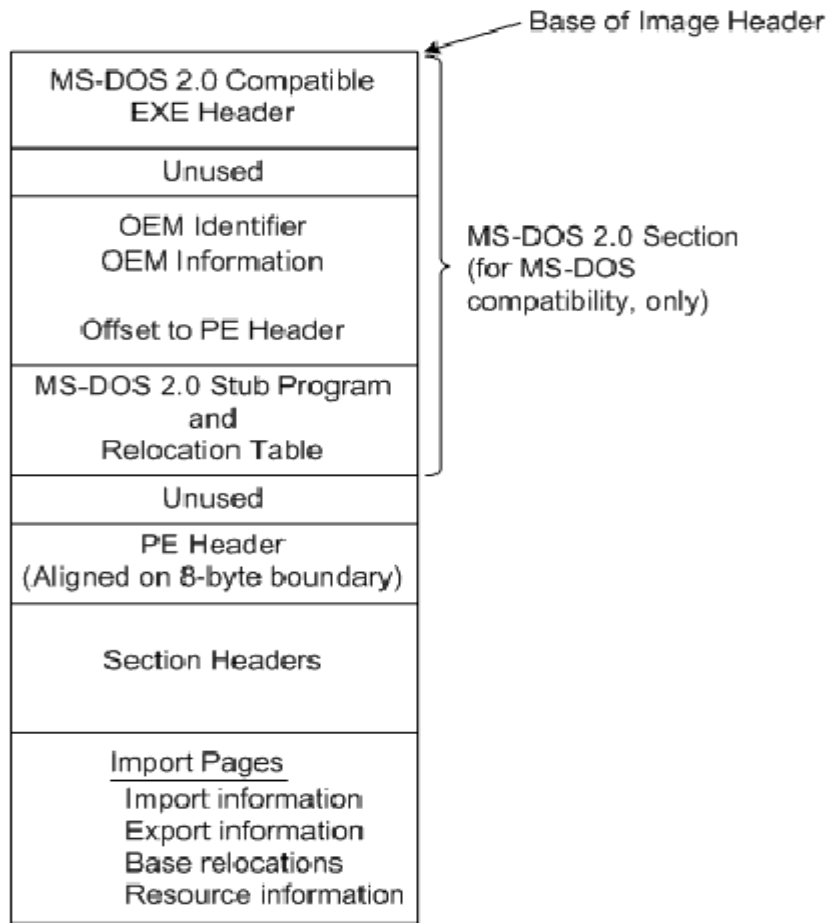 Base of Image Header
MS-DOS 2.0 Compatible
EXE Header
Unused
OEM Identifier
OEM Information
Offset to PE Header
MS-DOS 2.0 Section
(for MS-DOS
compatibility, only)
MS-DOS 2.0 Stub Program
and
Relocation Table
Unused
PE Header
(Aligned on 8-byte boundary)
Section Headers
Import Pages
Import information
Export information
Base relocations
Resource information